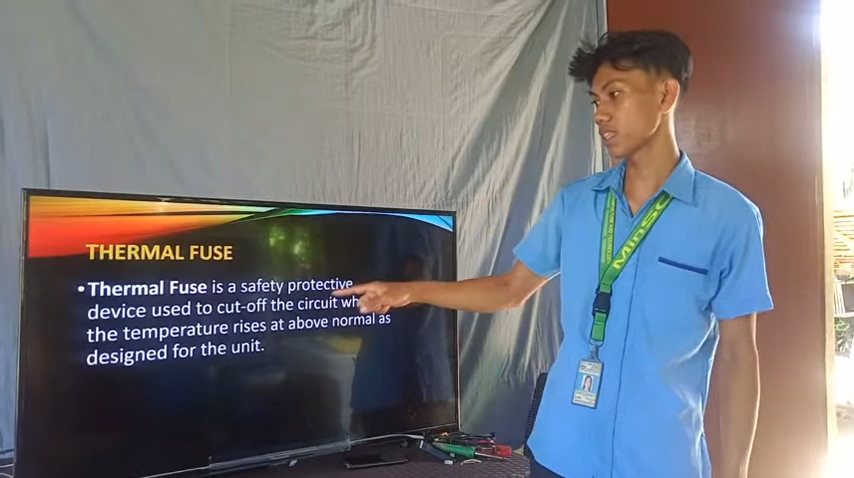 THERMAL FUSE
• Thermal Fuse is a safety protective
device used to cut-off the circuit
the temperature rises at above normal as
designed for the unit.
MinSU